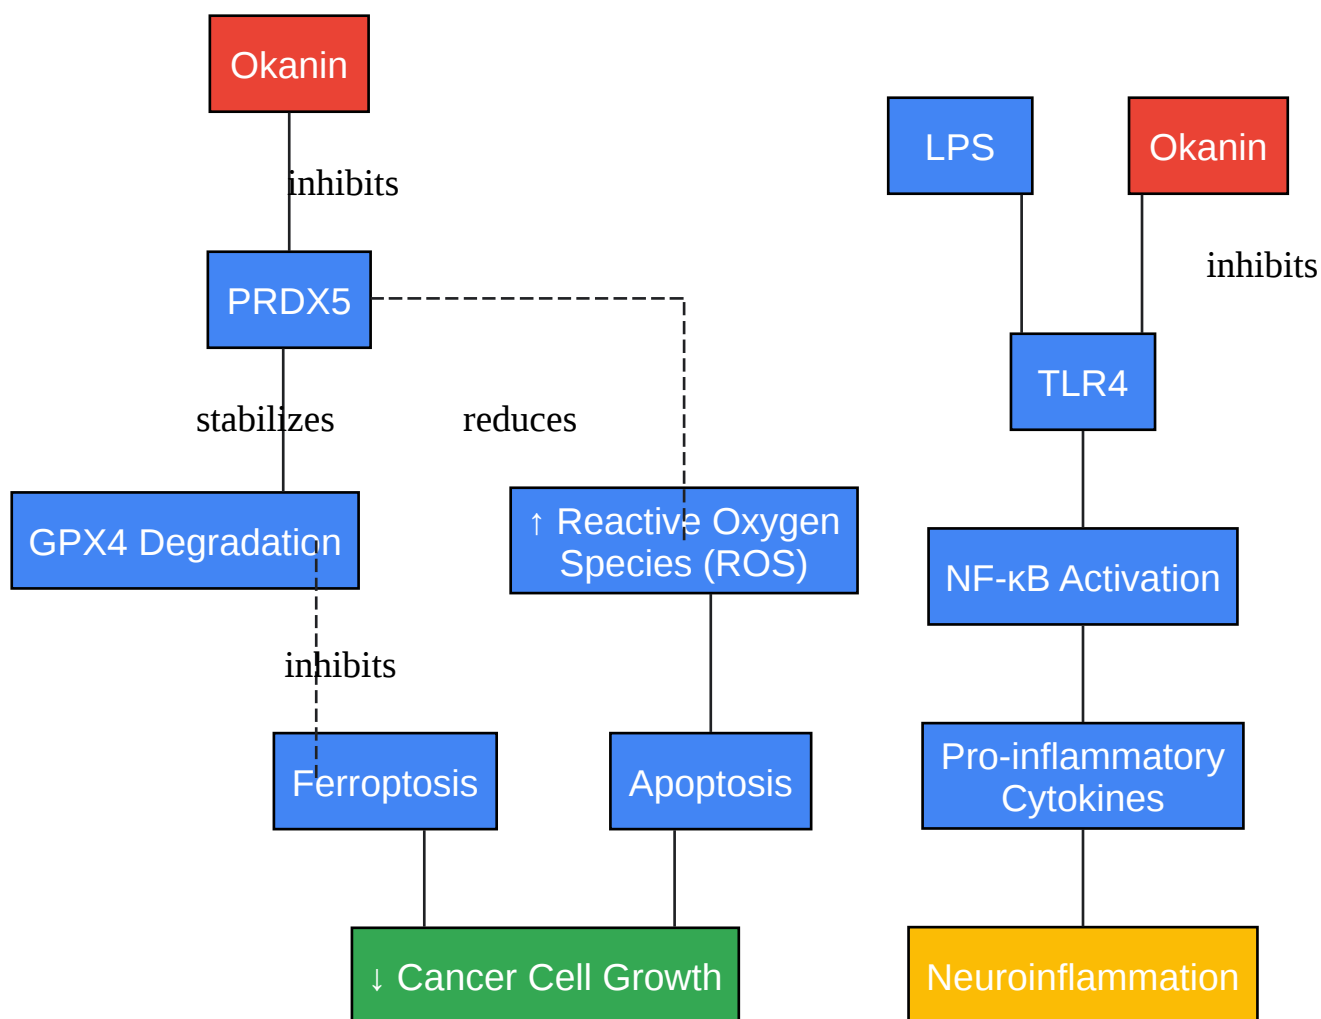 Okanin
inhibits
PRDX5
stabilizes
reduces
GPX4 Degradation
↑ Reactive Oxygen
Species (ROS)
inhibits
Ferroptosis
Apoptosis
↓ Cancer Cell Growth
LPS
Okanin
inhibits
TLR4
NF-κB Activation
Pro-inflammatory
Cytokines
Neuroinflammation